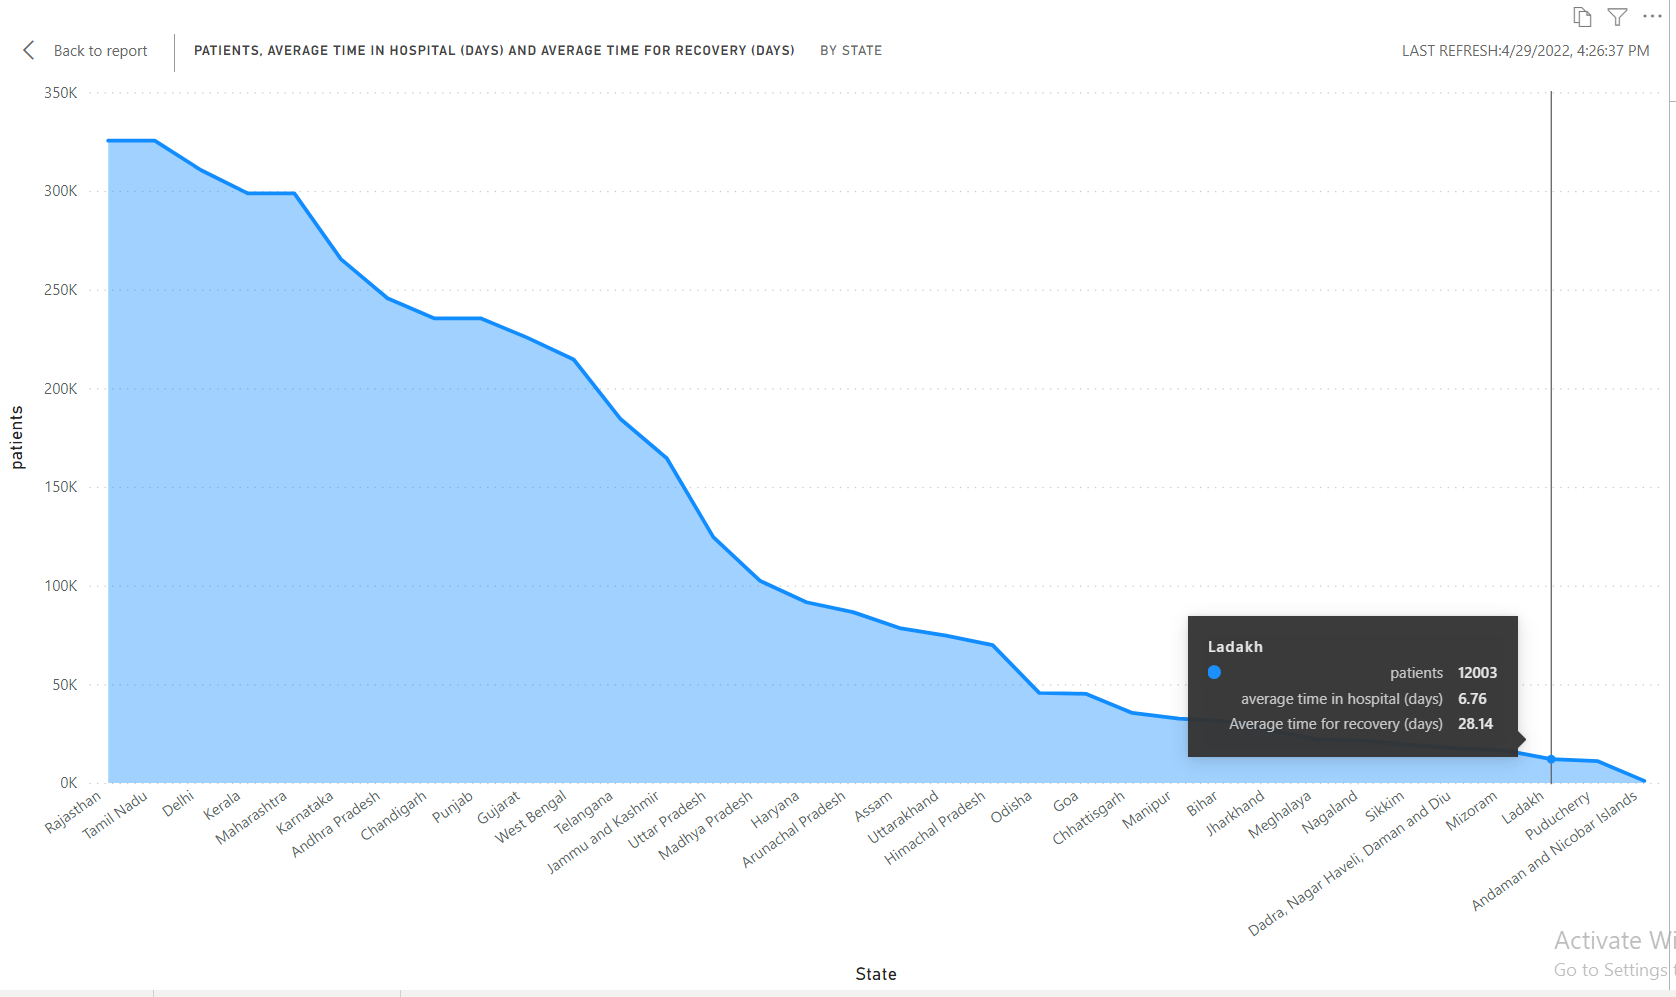 Back to report
PATIENTS, AVERAGE TIME IN HOSPITAL (DAYS) AND AVERAGE TIME FOR RECOVERY (DAYS) BY STATE
LAST REFRESH:4/29/2022, 4:26:37 PM
350K
300K
250K
200K
150K
100K
50K
0K
patients
Ladakh
patients 12003
average time in hospital (days) 6.76
Average time for recovery (days) 28.14
Rajasthan
Tamil Nadu
Delhi
Kerala
Maharashtra
Karnataka
Andhra Pradesh
Chandigarh
Punjab
Gujarat
West Bengal
Telangana
Jammu and Kashmir
Uttar Pradesh
Madhya Pradesh
Haryana
Arunachal Pradesh
Assam
Uttarakhand
Himachal Pradesh
Odisha
Goa
Chhattisgarh
Manipur
Bihar
Jharkhand
Meghalaya
Nagaland
Sikkim
Dadra, Nagar Haveli, Daman and Diu
Mizoram
Ladakh
Puducherry
Andaman and Nicobar Islands
State
Activate Wi
Go to Settings t